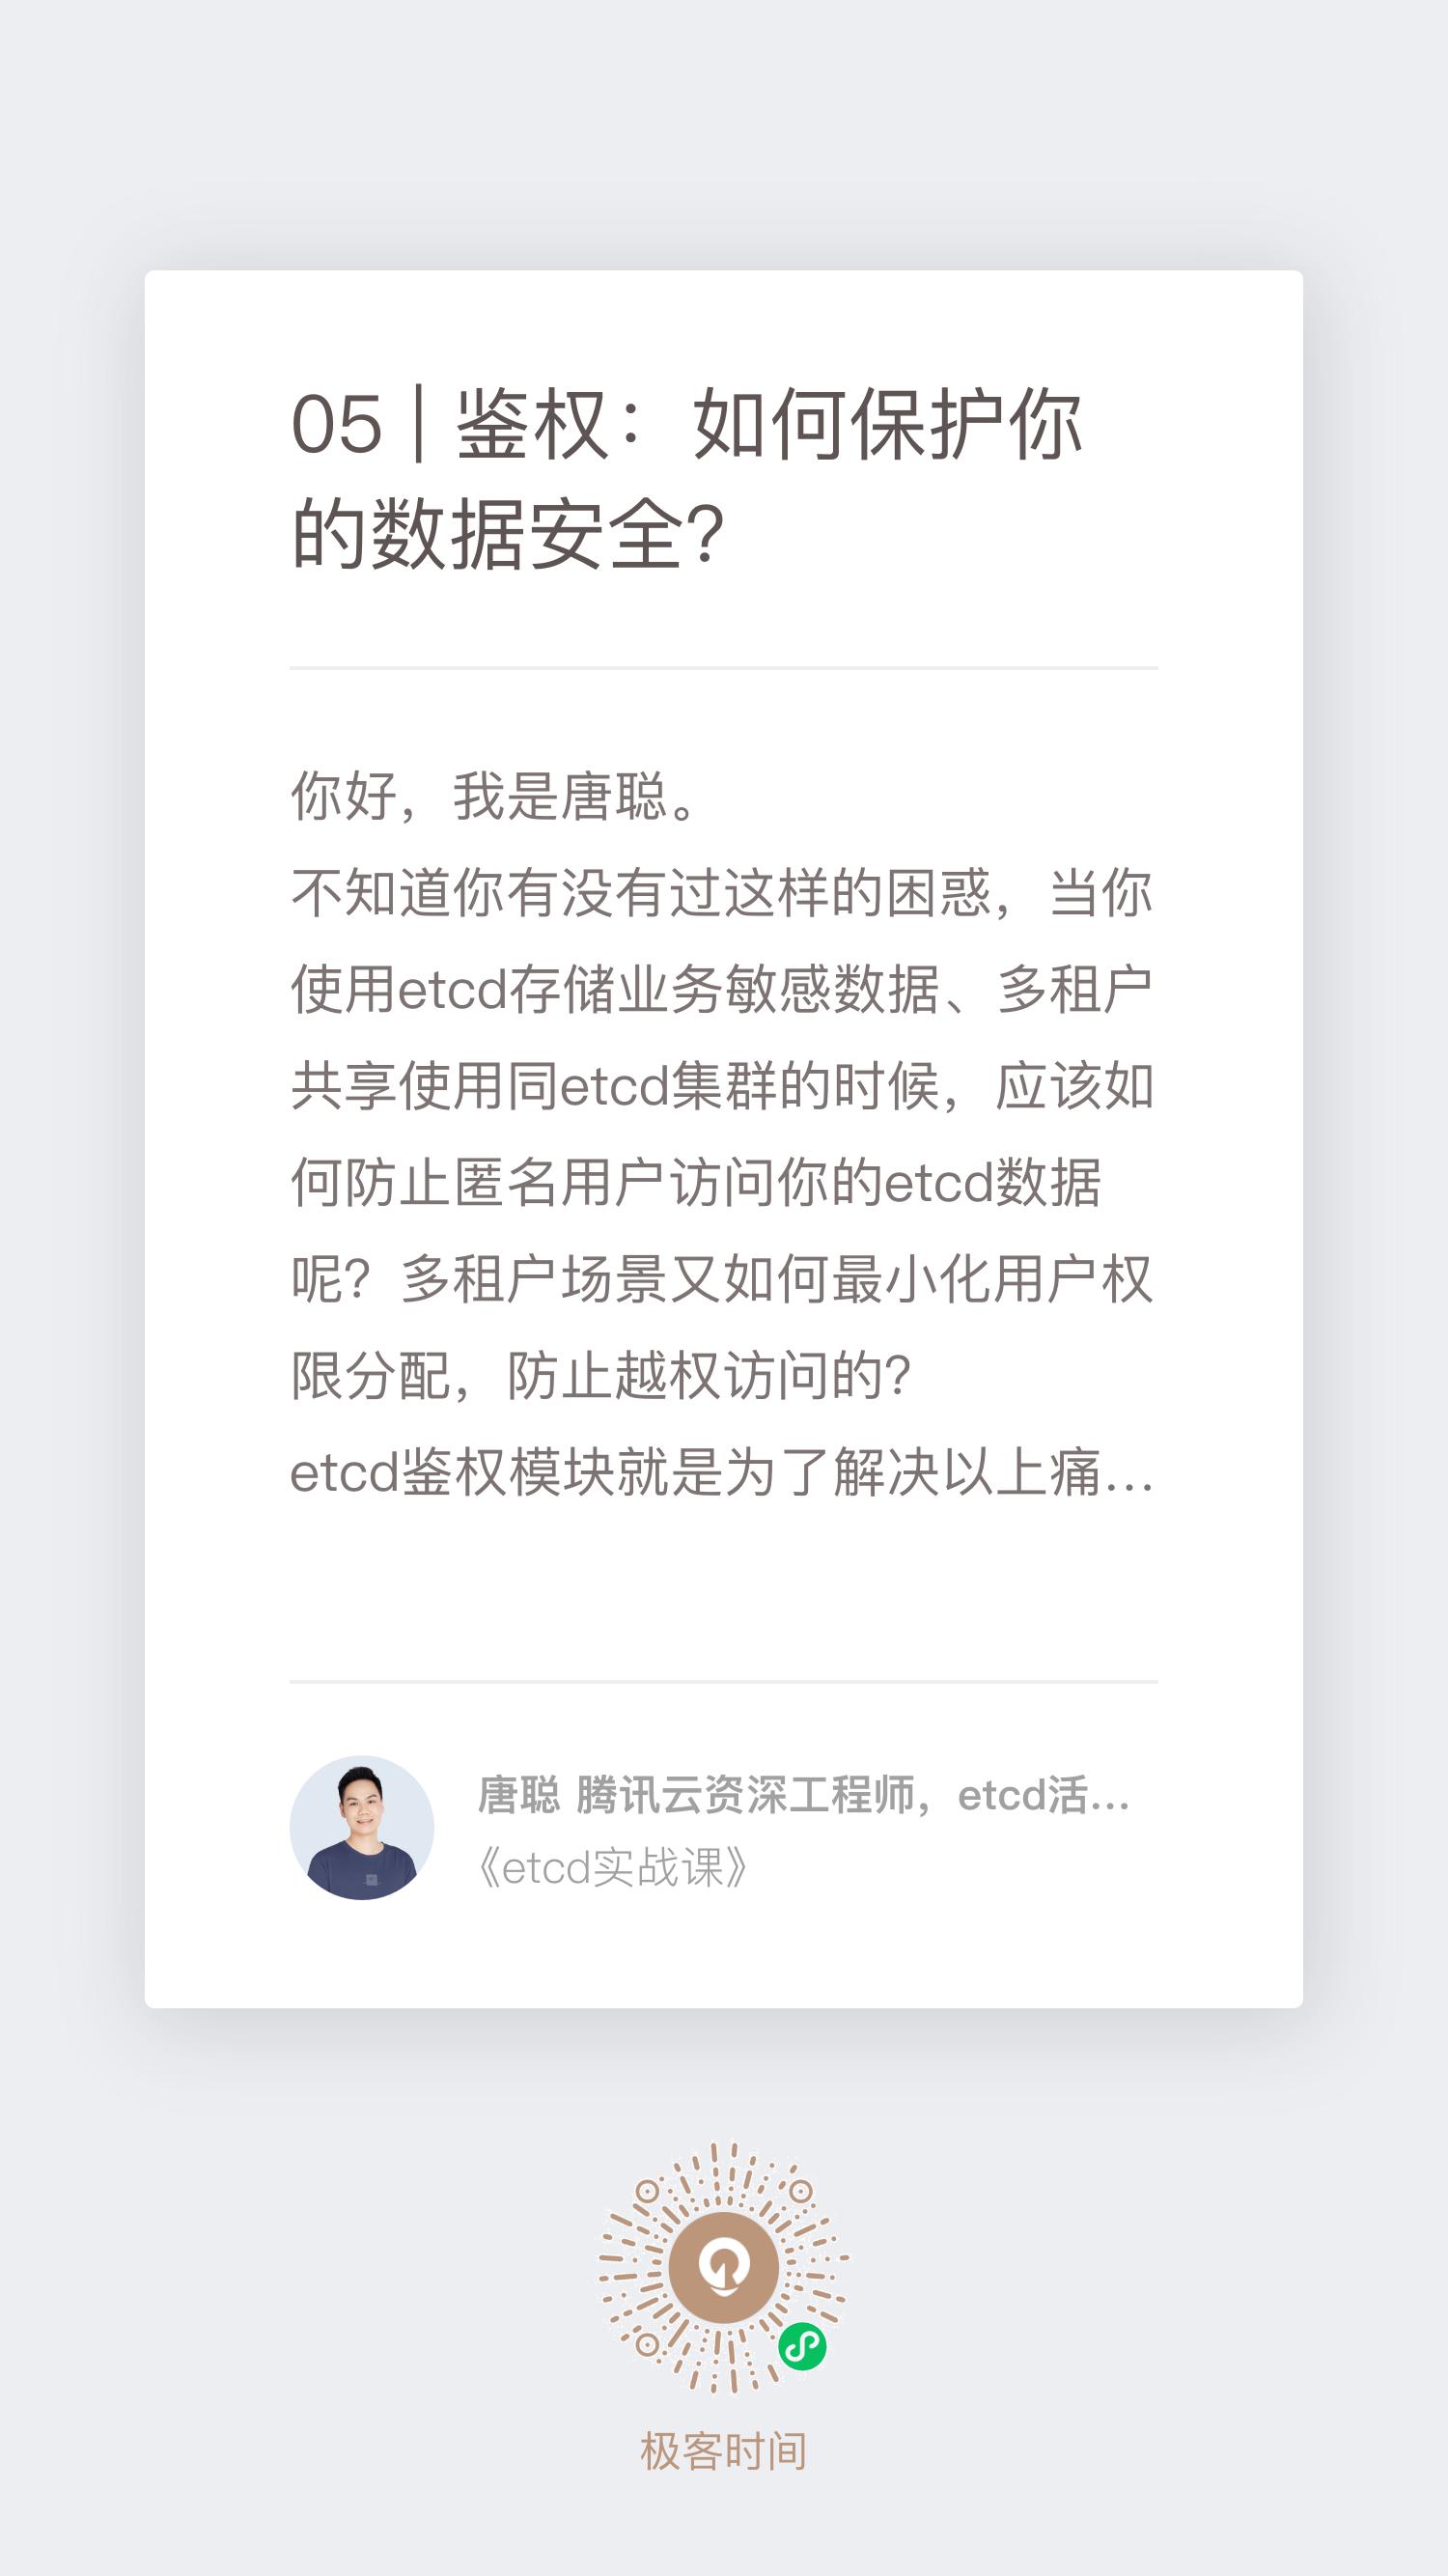 05 | 鉴权：如何保护你
的数据安全？
你好，我是唐聪。
不知道你有没有过这样的困惑，当你
使用etcd存储业务敏感数据、多租户
共享使用同etcd集群的时候，应该如
何防止匿名用户访问你的etcd数据
呢？多租户场景又如何最小化用户权
限分配，防止越权访问的？
etcd鉴权模块就是为了解决以上痛…
唐聪 腾讯云资深工程师，etcd活…
《etcd实战课》
极客时间